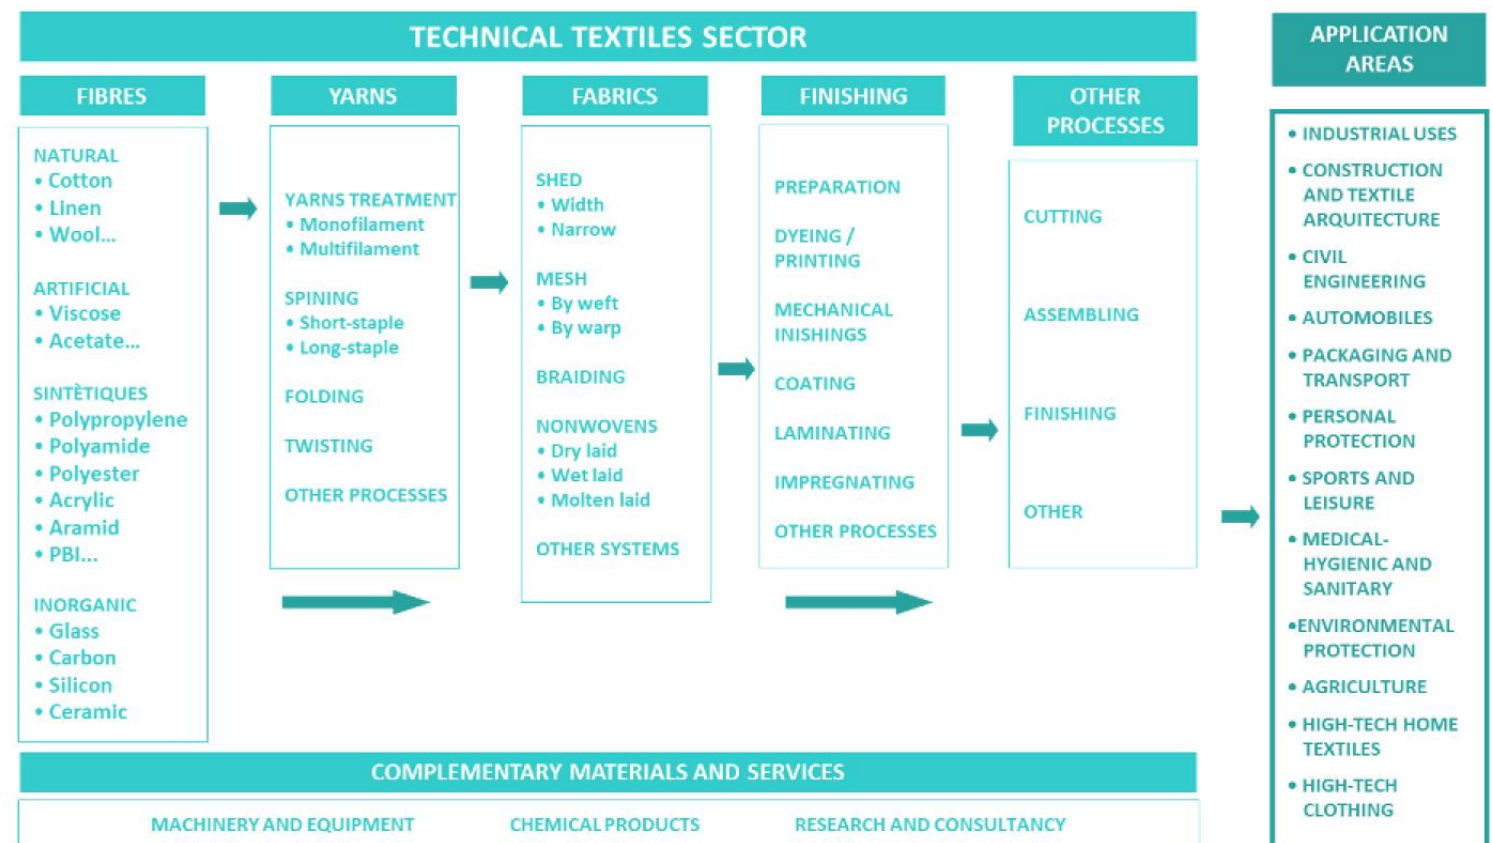 TECHNICAL TEXTILES SECTOR
FIBRES
NATURAL
• Cotton
• Linen
• Wool...
ARTIFICIAL
• Viscose
• Acetate...
SINTÈTIQUES
• Polypropylene
• Polyamide
• Polyester
• Acrylic
• Aramid
• PBI...
INORGANIC
• Glass
• Carbon
• Silicon
• Ceramic
YARNS
YARNS TREATMENT
• Monofilament
• Multifilament
SPINING
• Short-staple
• Long-staple
FOLDING
TWISTING
OTHER PROCESSES
FABRICS
SHED
• Width
• Narrow
MESH
• By weft
• By warp
BRAIDING
NONWOVENS
• Dry laid
• Wet laid
• Molten laid
OTHER SYSTEMS
FINISHING
PREPARATION
DYEING /
PRINTING
MECHANICAL
INISHINGS
COATING
LAMINATING
IMPREGNATING
OTHER PROCESSES
OTHER
PROCESSES
CUTTING
ASSEMBLING
FINISHING
OTHER
APPLICATION
AREAS
• INDUSTRIAL USES
• CONSTRUCTION
AND TEXTILE
ARQUITECTURE
• CIVIL
ENGINEERING
• AUTOMOBILES
• PACKAGING AND
TRANSPORT
• PERSONAL
PROTECTION
• SPORTS AND
LEISURE
• MEDICAL-
HYGIENIC AND
SANITARY
•ENVIRONMENTAL
PROTECTION
• AGRICULTURE
• HIGH-TECH HOME
TEXTILES
• HIGH-TECH
CLOTHING
COMPLEMENTARY MATERIALS AND SERVICES
MACHINERY AND EQUIPMENT
CHEMICAL PRODUCTS
RESEARCH AND CONSULTANCY